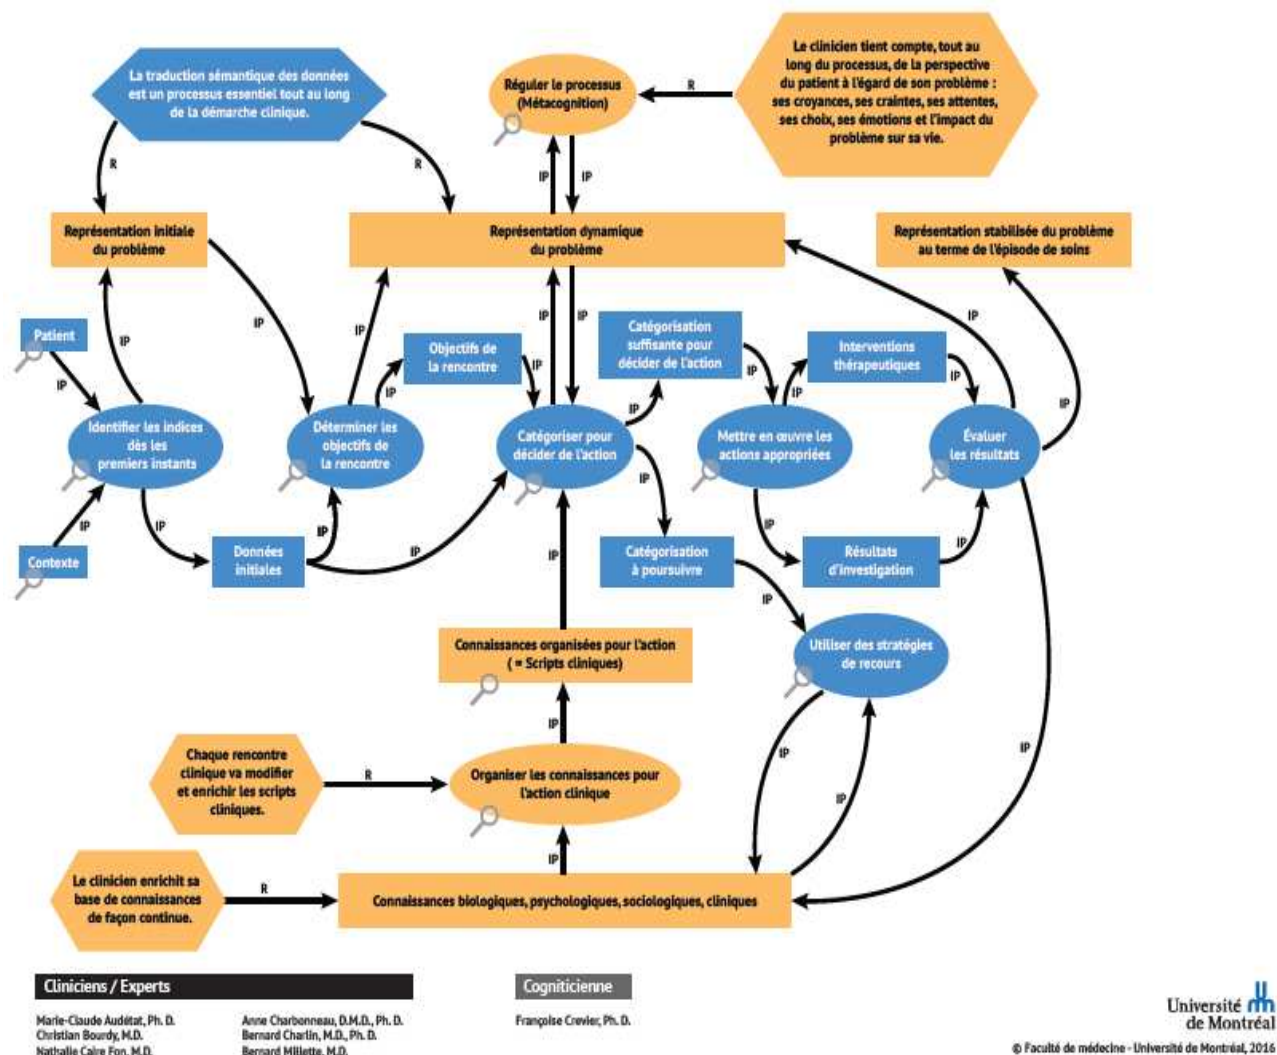 La traduction sémantique des données
est un processus essentiel tout au long
de la démarche clinique.
Réguler le processus
(Métacognition)
R
Le clinicien tient compte, tout au
long du processus, de la perspective
du patient à l'égard de son problème :
ses croyances, ses craintes, ses attentes,
ses choix, ses émotions et l'impact du
problème sur sa vie.
R
R
IP
IP
Représentation initiale
du problème
Représentation dynamique
du problème
Représentation stabilisée du problème
au terme de l'épisode de soins
Patient
IP
IP
IP
IP
Objectifs de
la rencontre
IP
IP
IP
IP
Catégorisation
suffisante pour
décider de l'action
IP
Interventions
thérapeutiques
IP
IP
IP
IP
IP
IP
IP
Identifier les indices
dès les
premiers instants
Déterminer les
objectifs de
la rencontre
Catégoriser pour
décider de l'action
Mettre en œuvre les
actions appropriées
Évaluer
les résultats
IP
IP
IP
IP
IP
IP
IP
Contexte
Données
initiales
IP
Catégorisation
à poursuivre
Résultats
d'investigation
IP
Utiliser des stratégies
de recours
Connaissances organisées pour l'action
( = Scripts cliniques)
IP
IP
IP
IP
Chaque rencontre
clinique va modifier
et enrichir les scripts
cliniques.
R
Organiser les connaissances pour
l'action clinique
IP
Le clinicien enrichit sa
base de connaissances
de façon continue.
R
Connaissances biologiques, psychologiques, sociologiques, cliniques
Cliniciens / Experts
Cogniticienne
Marie-Claude Audétat, Ph. D.
Christian Bourdy, M.D.
Nathalie Caire Fon, M.D.
Anne Charbonneau, D.M.D., Ph. D.
Bernard Charlin, M.D., Ph. D.
Bernard Millette, M.D.
Françoise Crevier, Ph. D.
Université
de Montréal
© Faculté de médecine - Université de Montréal, 2016